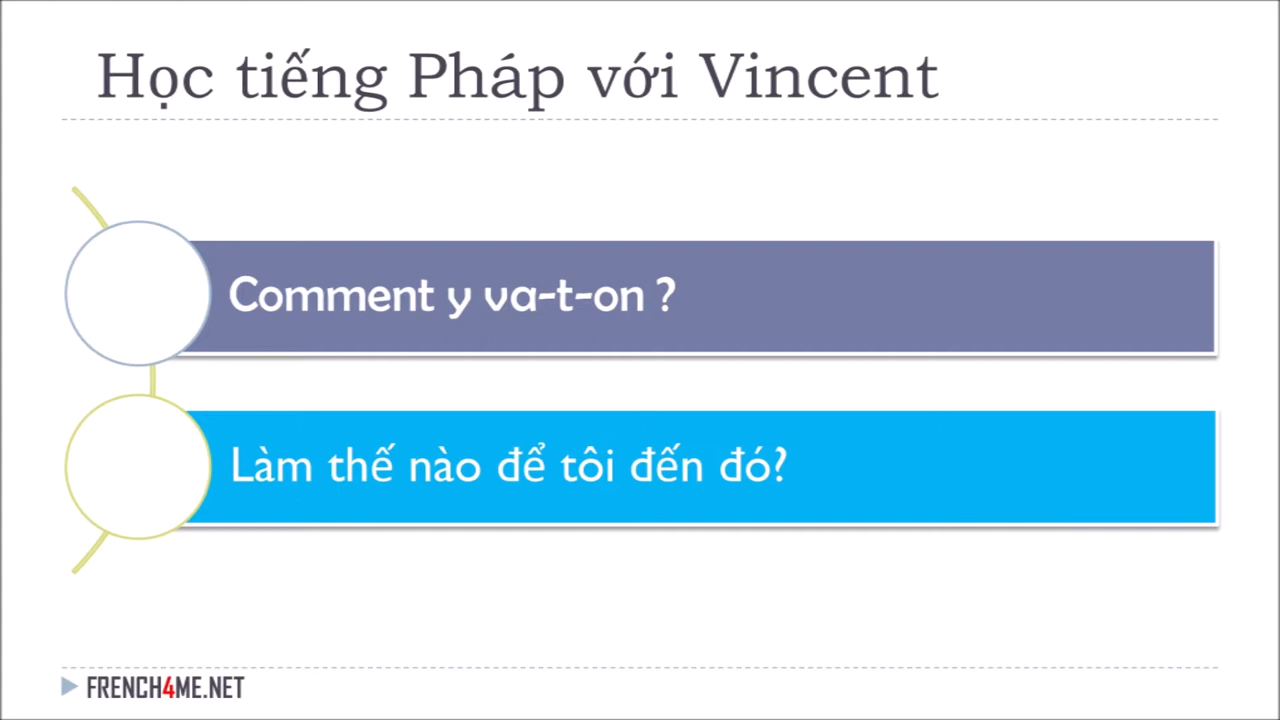 Học tiếng Pháp với Vincent
Comment y va-t-on ?
Làm thế nào để tôi đến đó?
FRENCH4ME.NET